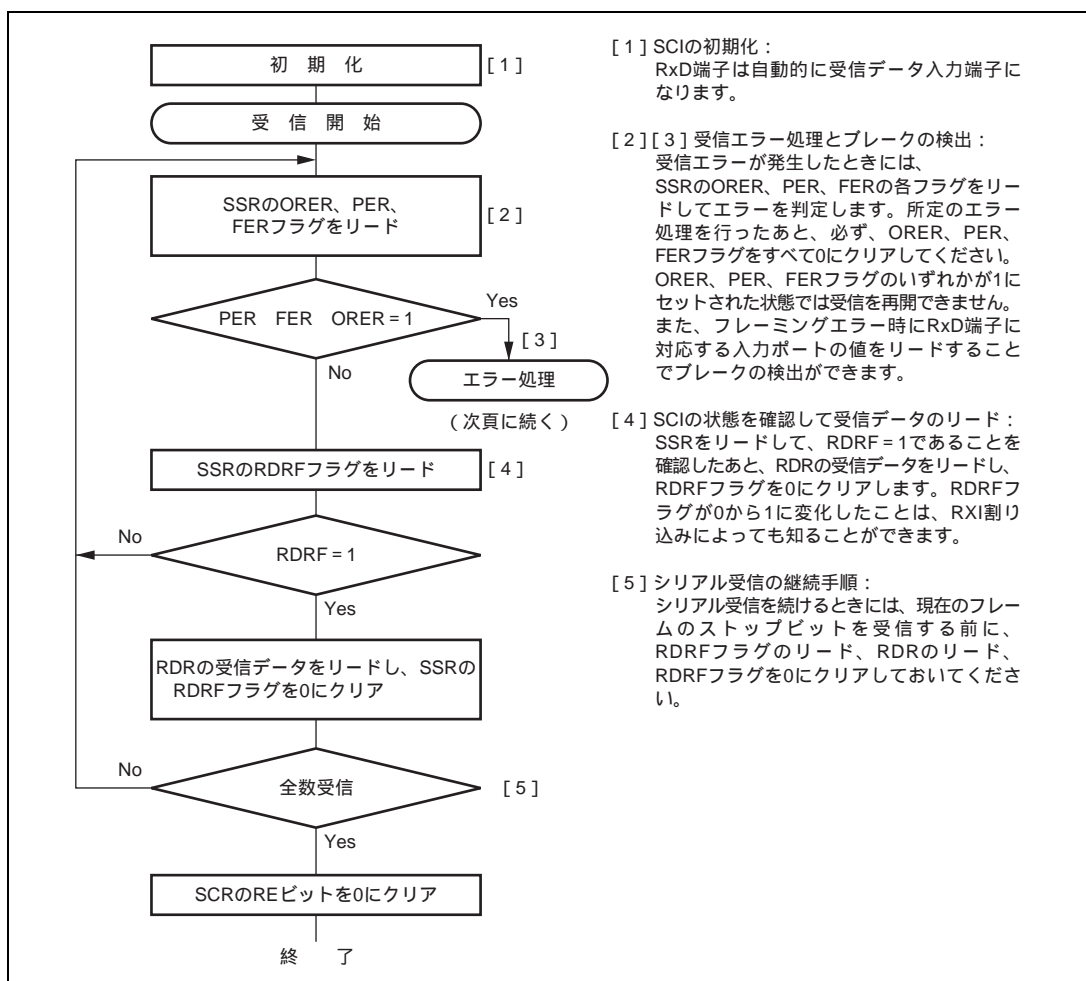 初 期 化
[1]
受 信 開 始
SSRのORER、PER、
FERフラグをリード
[2]
PER FER ORER = 1
Yes
[3]
No
エラー処理
(次頁に続く)
SSRのRDRFフラグをリード
[4]
No
RDRF = 1
Yes
RDRの受信データをリードし、SSRの
RDRFフラグを0にクリア
No
全数受信
[5]
Yes
SCRのREビットを0にクリア
終 了
[1] SCIの初期化:
RxD端子は自動的に受信データ入力端子に
なります。
[2][3] 受信エラー処理とブレークの検出:
受信エラーが発生したときには、
SSRのORER、PER、FERの各フラグをリー
ドしてエラーを判定します。所定のエラー
処理を行ったあと、必ず、ORER、PER、
FERフラグをすべて0にクリアしてください。
ORER、PER、FERフラグのいずれかが1に
セットされた状態では受信を再開できません。
また、フレーミングエラー時にRxD端子に
対応する入力ポートの値をリードすること
でブレークの検出ができます。
[4] SCIの状態を確認して受信データのリード:
SSRをリードして、RDRF = 1であることを
確認したあと、RDRの受信データをリードし、
RDRFフラグを0にクリアします。RDRFフ
ラグが0から1に変化したことは、RXI割り
込みによっても知ることができます。
[5] シリアル受信の継続手順:
シリアル受信を続けるときには、現在のフレー
ムのストップビットを受信する前に、
RDRFフラグのリード、RDRのリード、
RDRFフラグを0にクリアしておいてくださ
い。